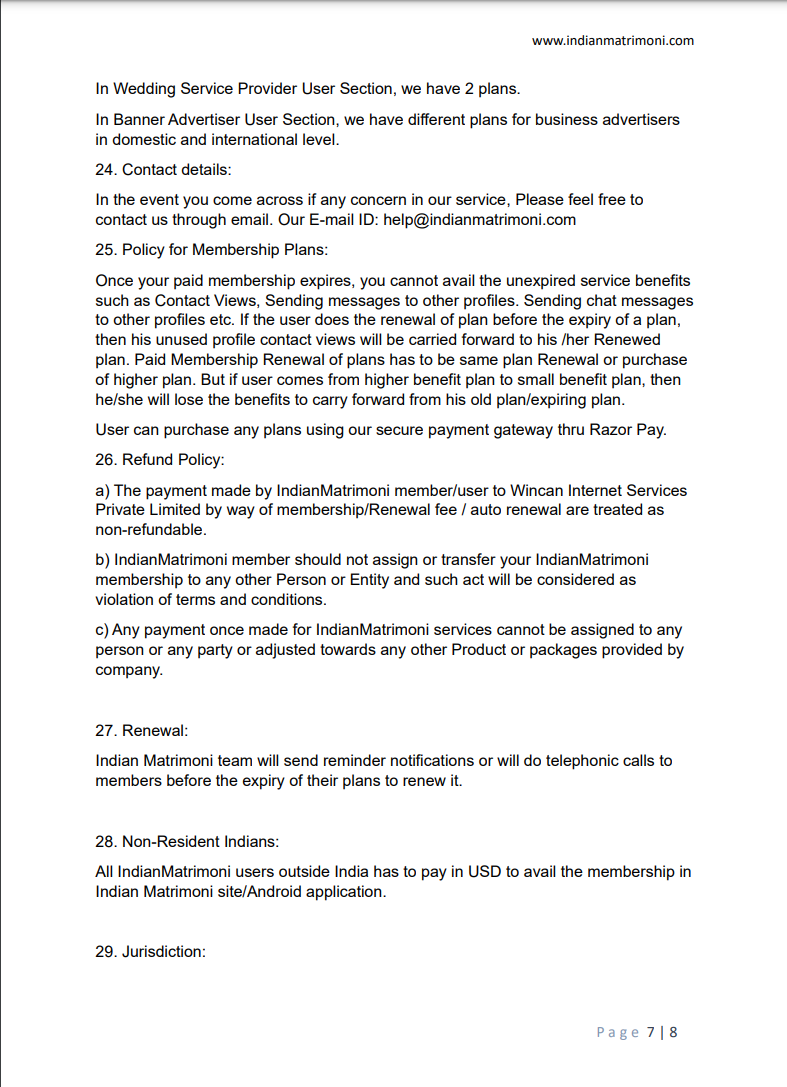 www.indianmatrimoni.com
In Wedding Service Provider User Section, we have 2 plans.
In Banner Advertiser User Section, we have different plans for business advertisers
in domestic and international level.
24. Contact details:
In the event you come across if any concern in our service, Please feel free to
contact us through email. Our E-mail ID: help@indianmatrimoni.com
25. Policy for Membership Plans:
Once your paid membership expires, you cannot avail the unexpired service benefits
such as Contact Views, Sending messages to other profiles. Sending chat messages
to other profiles etc. If the user does the renewal of plan before the expiry of a plan,
then his unused profile contact views will be carried forward to his /her Renewed
plan. Paid Membership Renewal of plans has to be same plan Renewal or purchase
of higher plan. But if user comes from higher benefit plan to small benefit plan, then
he/she will lose the benefits to carry forward from his old plan/expiring plan.
User can purchase any plans using our secure payment gateway thru Razor Pay.
26. Refund Policy:
a) The payment made by IndianMatrimoni member/user to Wincan Internet Services
Private Limited by way of membership/Renewal fee / auto renewal are treated as
non-refundable.
b) IndianMatrimoni member should not assign or transfer your IndianMatrimoni
membership to any other Person or Entity and such act will be considered as
violation of terms and conditions.
c) Any payment once made for IndianMatrimoni services cannot be assigned to any
person or any party or adjusted towards any other Product or packages provided by
company.
27. Renewal:
Indian Matrimoni team will send reminder notifications or will do telephonic calls to
members before the expiry of their plans to renew it.
28. Non-Resident Indians:
All IndianMatrimoni users outside India has to pay in USD to avail the membership in
Indian Matrimoni site/Android application.
29. Jurisdiction:
Page 7 | 8